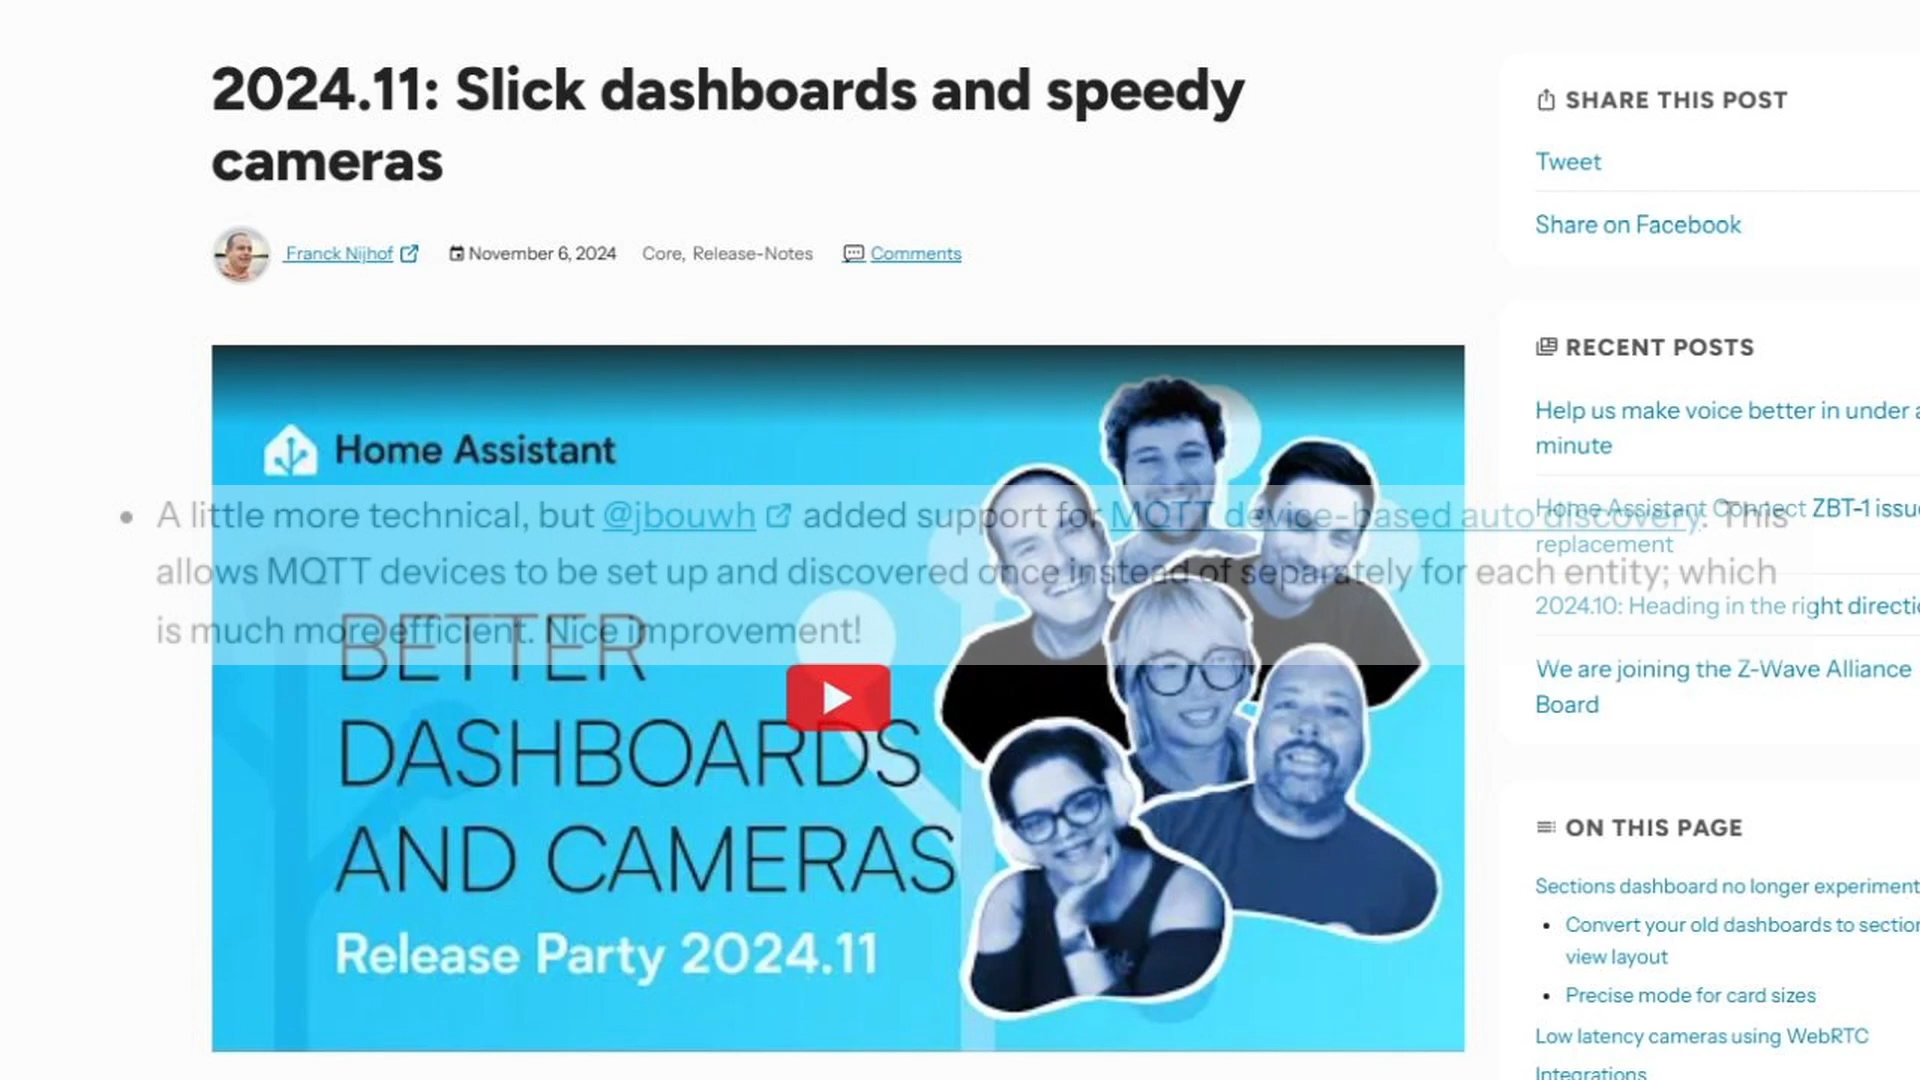 2024.11: Slick dashboards and speedy
cameras
Franck Nijhof
November 6, 2024
Core, Release-Notes
Comments
Home Assistant
BETTER
DASHBOARDS
AND CAMERAS
Release Party 2024.11
A little more technical, but @jbouwh added support for MQTT device-based auto discovery. This
allows MQTT devices to be set up and discovered once instead of separately for each entity; which
is much more efficient. Nice improvement!
SHARE THIS POST
Tweet
Share on Facebook
RECENT POSTS
Help us make voice better in under a
minute
Home Assistant Connect ZBT-1 issu
replacement
2024.10: Heading in the right directi
We are joining the Z-Wave Alliance
Board
ON THIS PAGE
Sections dashboard no longer experiment
Convert your old dashboards to section
view layout
Precise mode for card sizes
Low latency cameras using WebRTC
Integrations